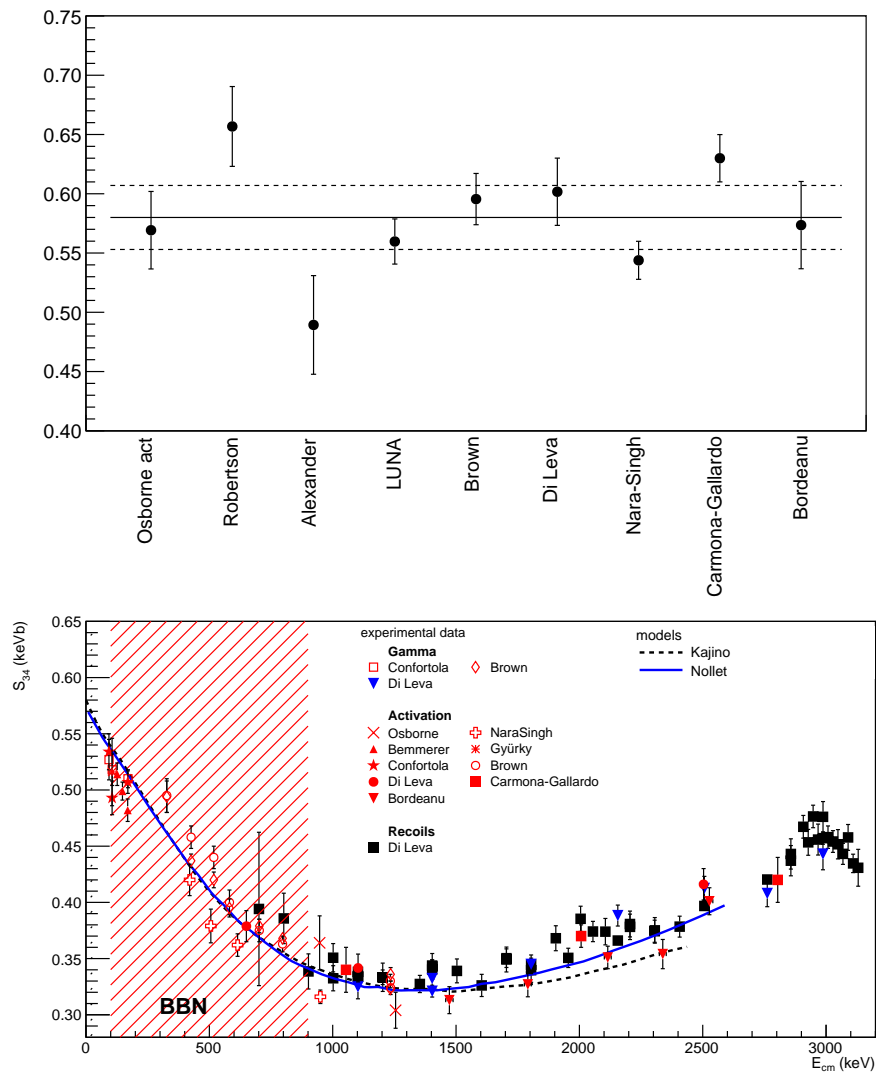 0.75
0.70
0.65
0.60
0.55
0.50
0.45
0.40
Osborne act
Robertson
Alexander
LUNA
Brown
Di Leva
Nara-Singh
Carmona-Gallardo
Bordeanu
S34 (keVb)
0.65
0.60
0.55
0.50
0.45
0.40
0.35
0.30
experimental data
Gamma
Confortola
Brown
Di Leva
Activation
Osborne
NaraSingh
Bemmerer
Gyürky
Confortola
Brown
Di Leva
Carmona-Gallardo
Bordeanu
Recoils
Di Leva
models
Kajino
Nollet
BBN
0 500 1000 1500 2000 2500 3000
Ecm (keV)